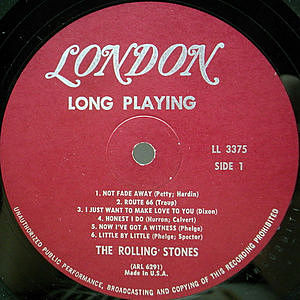 LONDON
LONG PLAYING
LL 3375
SIDE 1
1. NOT FADE AWAY (Petty; Hardin)
2. ROUTE 66 (Troup)
3. I JUST WANT TO MAKE LOVE TO YOU (Dixon)
4. HONEST I DO (Hurron; Calvert)
5. NOW I'VE GOT A WITNESS (Phelge)
6. LITTLE BY LITTLE (Phelge; Spector)
THE ROLLING STONES
(ARL 6291)
Made in U.S.A.
UNAUTHORIZED PUBLIC PERFORMANCE, BROADCASTING AND COPYING OF THIS RECORDING PROHIBITED